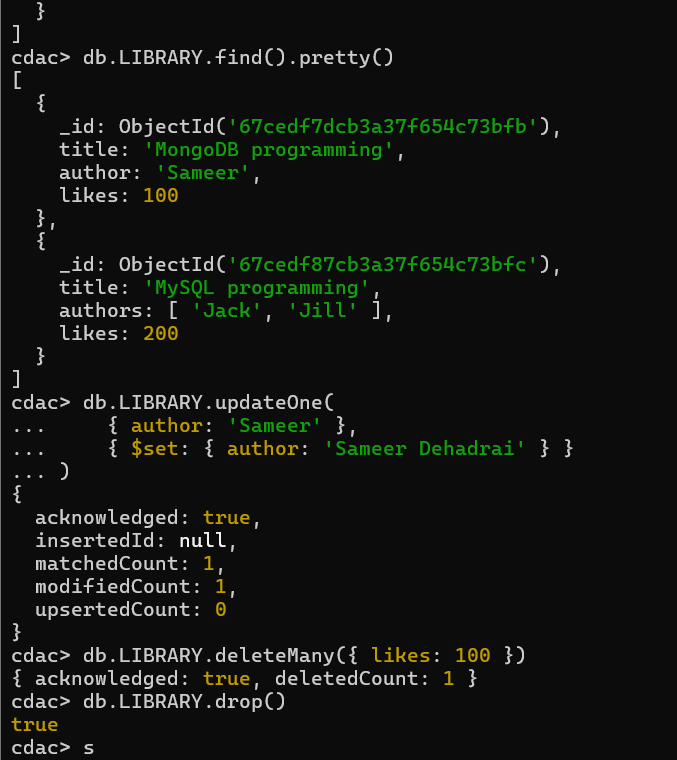 }
]
cdac> db.LIBRARY.find().pretty()
[
  {
    _id: ObjectId('67cedf7dcb3a37f654c73bfb'),
    title: 'MongoDB programming',
    author: 'Sameer',
    likes: 100
  },
  {
    _id: ObjectId('67cedf87cb3a37f654c73bfc'),
    title: 'MySQL programming',
    authors: [ 'Jack', 'Jill' ],
    likes: 200
  }
]
cdac> db.LIBRARY.updateOne(
...     { author: 'Sameer' },
...     { $set: { author: 'Sameer Dehadrai' } }
... )
{
  acknowledged: true,
  insertedId: null,
  matchedCount: 1,
  modifiedCount: 1,
  upsertedCount: 0
}
cdac> db.LIBRARY.deleteMany({ likes: 100 })
{ acknowledged: true, deletedCount: 1 }
cdac> db.LIBRARY.drop()
true
cdac> s